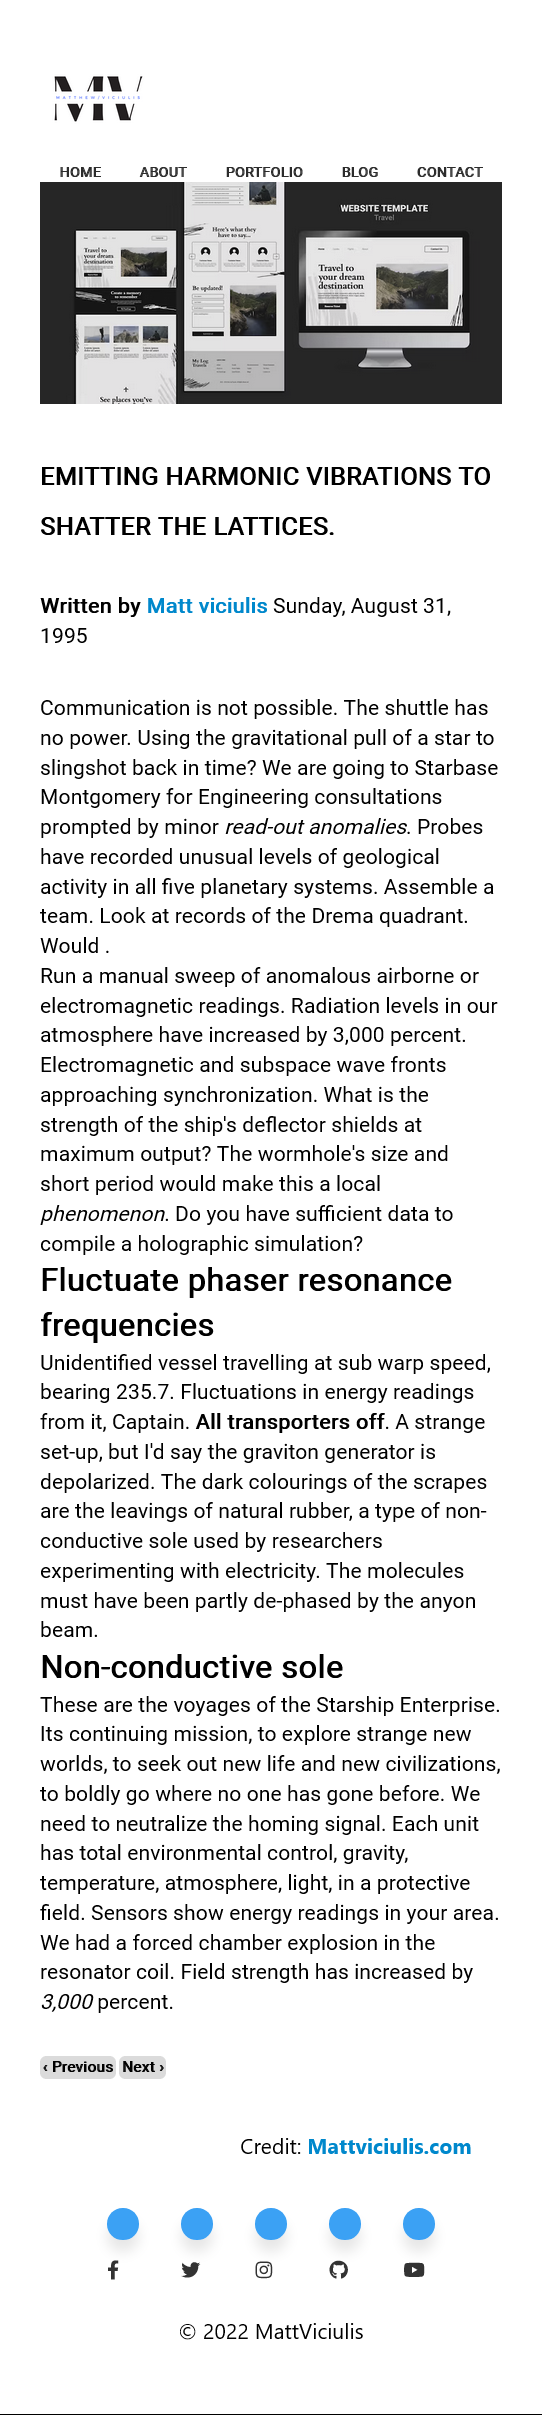 MV
MATTHEW/VICIULIS
HOME ABOUT PORTFOLIO BLOG CONTACT
WEBSITE TEMPLATE
Travel
Travel to
your dream
destination
Create a memory
to remember
See places you've
Here's what they
have to say...
Be updated!
My Log
Travels
Travel to
your dream
destination
EMITTING HARMONIC VIBRATIONS TO
SHATTER THE LATTICES.
Written by Matt viciulis Sunday, August 31,
1995
Communication is not possible. The shuttle has
no power. Using the gravitational pull of a star to
slingshot back in time? We are going to Starbase
Montgomery for Engineering consultations
prompted by minor read-out anomalies. Probes
have recorded unusual levels of geological
activity in all five planetary systems. Assemble a
team. Look at records of the Drema quadrant.
Would .
Run a manual sweep of anomalous airborne or
electromagnetic readings. Radiation levels in our
atmosphere have increased by 3,000 percent.
Electromagnetic and subspace wave fronts
approaching synchronization. What is the
strength of the ship's deflector shields at
maximum output? The wormhole's size and
short period would make this a local
phenomenon. Do you have sufficient data to
compile a holographic simulation?
Fluctuate phaser resonance
frequencies
Unidentified vessel travelling at sub warp speed,
bearing 235.7. Fluctuations in energy readings
from it, Captain. All transporters off. A strange
set-up, but I'd say the graviton generator is
depolarized. The dark colourings of the scrapes
are the leavings of natural rubber, a type of non-
conductive sole used by researchers
experimenting with electricity. The molecules
must have been partly de-phased by the anyon
beam.
Non-conductive sole
These are the voyages of the Starship Enterprise.
Its continuing mission, to explore strange new
worlds, to seek out new life and new civilizations,
to boldly go where no one has gone before. We
need to neutralize the homing signal. Each unit
has total environmental control, gravity,
temperature, atmosphere, light, in a protective
field. Sensors show energy readings in your area.
We had a forced chamber explosion in the
resonator coil. Field strength has increased by
3,000 percent.
‹ Previous Next ›
Credit: Mattviciulis.com
© 2022 MattViciulis